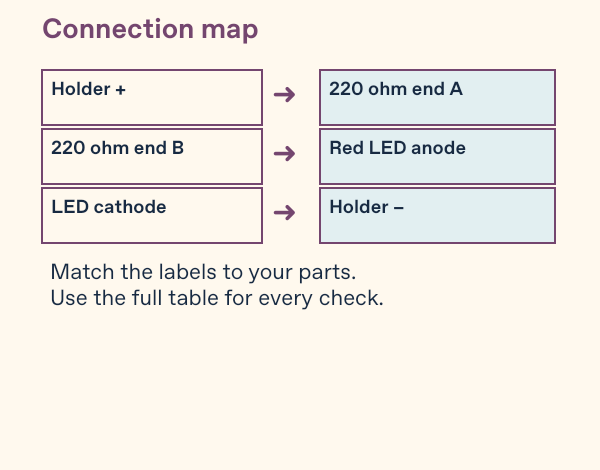 Connection map
Holder + ➜ 220 ohm end A
220 ohm end B ➜ Red LED anode
LED cathode ➜ Holder –
Match the labels to your parts.
Use the full table for every check.